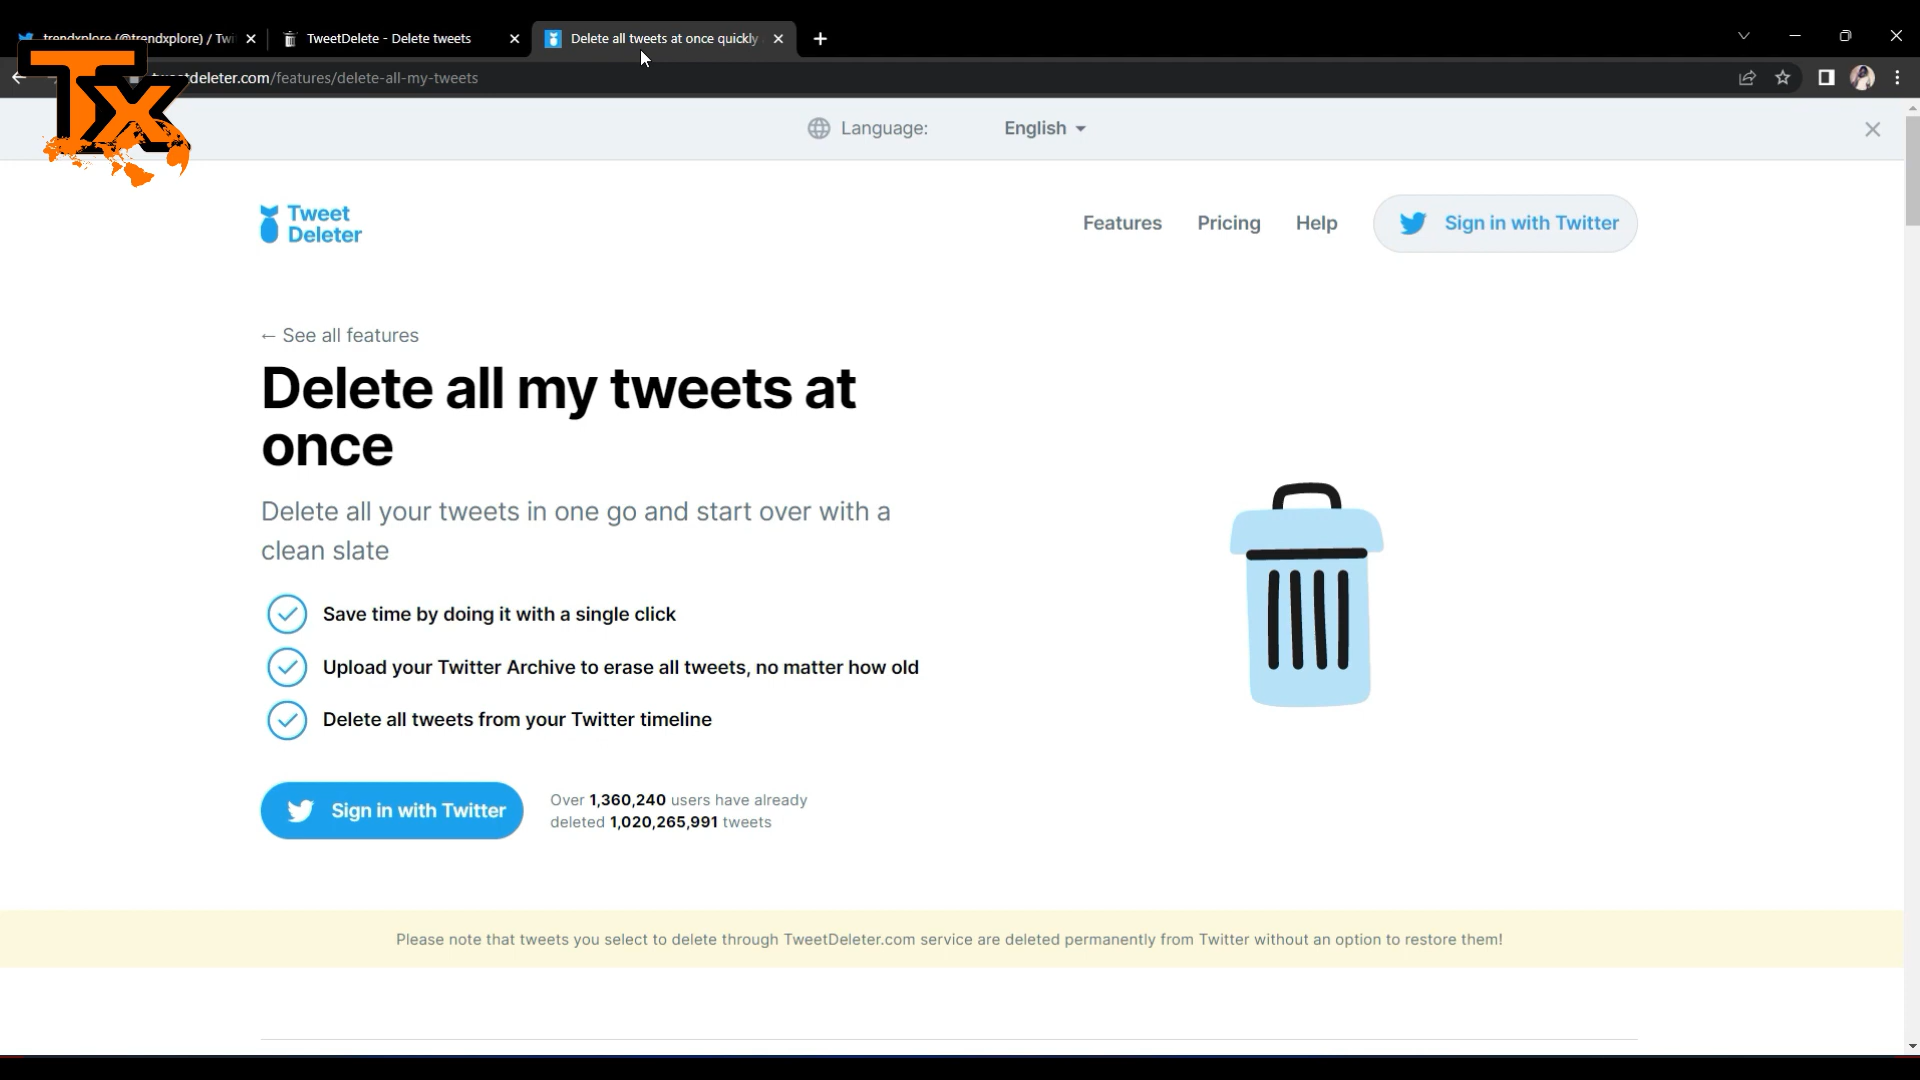 trendxplore (@trendxplore) / Twi
TweetDelete - Delete tweets
Delete all tweets at once quickly
Tx
tweetdeleter.com/features/delete-all-my-tweets
Language:
English
Tweet
Deleter
Features
Pricing
Help
Sign in with Twitter
← See all features
Delete all my tweets at
once
Delete all your tweets in one go and start over with a
clean slate
Save time by doing it with a single click
Upload your Twitter Archive to erase all tweets, no matter how old
Delete all tweets from your Twitter timeline
Sign in with Twitter
Over 1,360,240 users have already
deleted 1,020,265,991 tweets
Please note that tweets you select to delete through TweetDeleter.com service are deleted permanently from Twitter without an option to restore them!